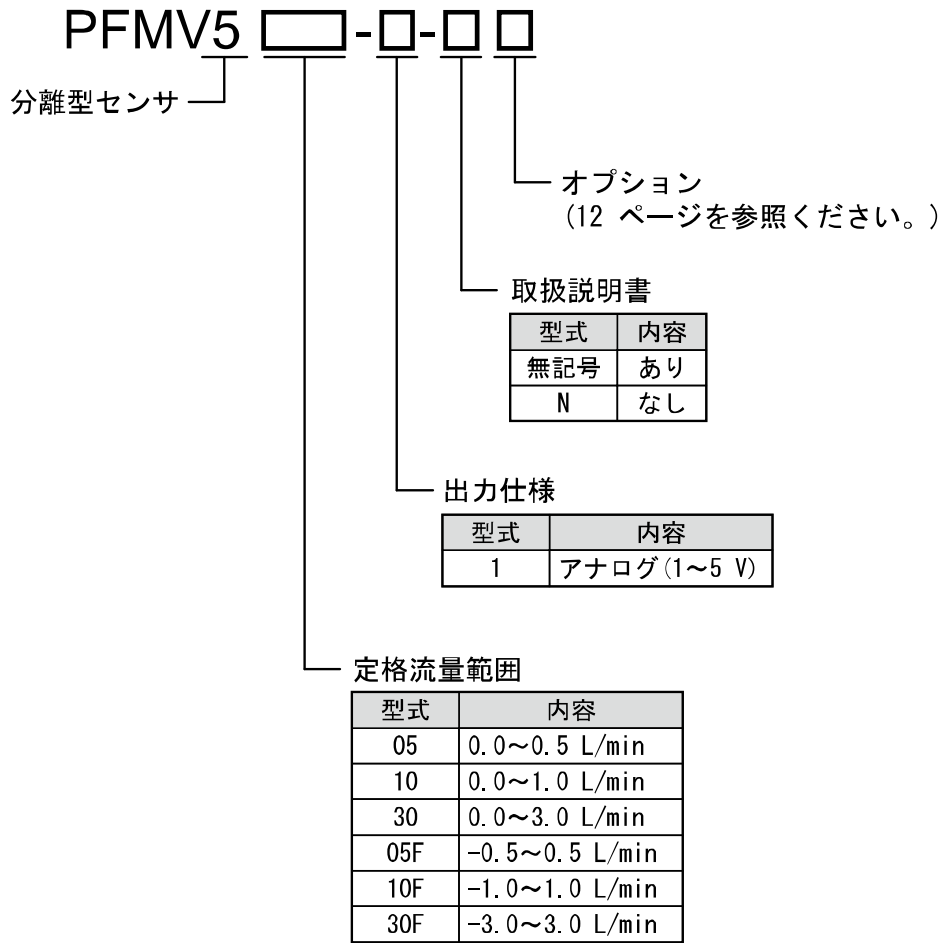 PFMV5 □-□-□□
分離型センサ
オプション
(12 ページを参照ください。)
取扱説明書
型式 内容
無記号 あり
N なし
出力仕様
型式 内容
1 アナログ(1～5 V)
定格流量範囲
型式 内容
05 0.0～0.5 L/min
10 0.0～1.0 L/min
30 0.0～3.0 L/min
05F -0.5～0.5 L/min
10F -1.0～1.0 L/min
30F -3.0～3.0 L/min